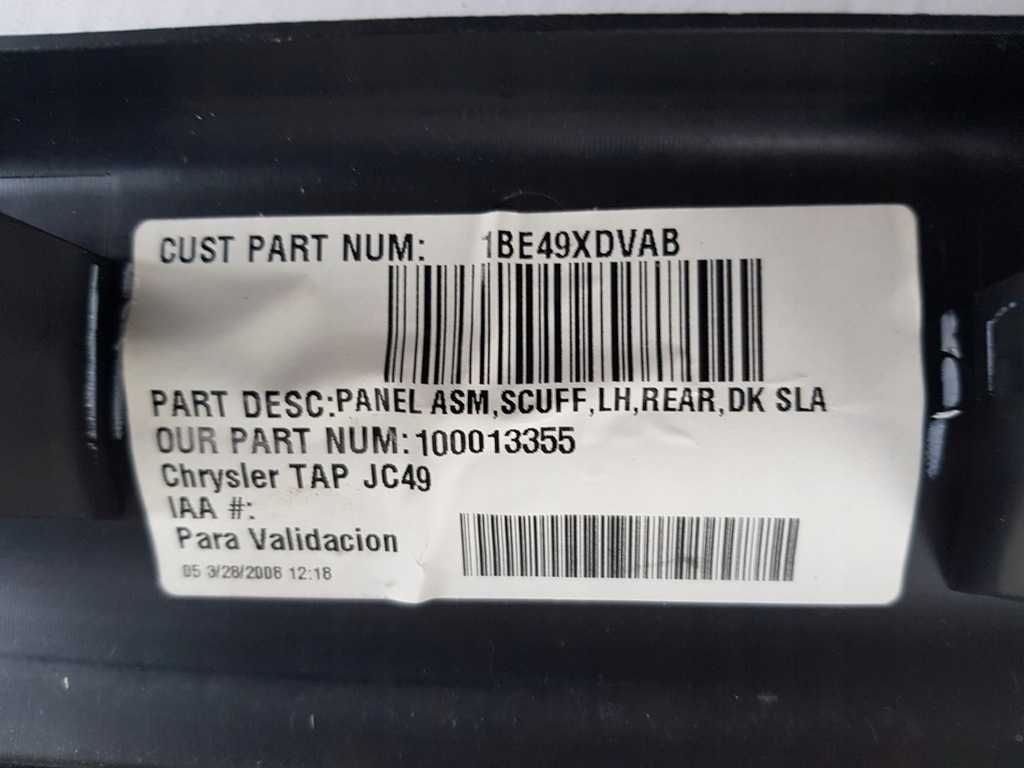 CUST PART NUM: 1BE49XDVAB
PART DESC:PANEL ASM,SCUFF,LH,REAR,DK SLA
OUR PART NUM:100013355
Chrysler TAP JC49
IAA #:
Para Validacion
05 3/28/2008 12:18